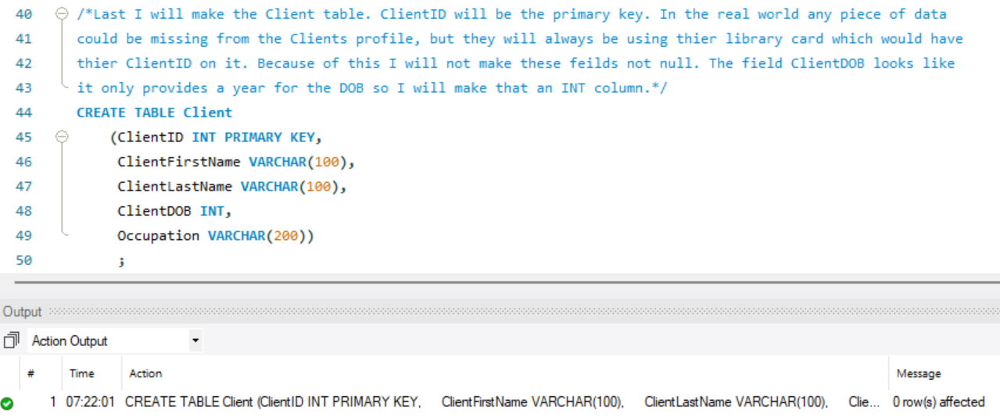 40 /*Last I will make the Client table. ClientID will be the primary key. In the real world any piece of data
41 could be missing from the Clients profile, but they will always be using thier library card which would have
42 thier ClientID on it. Because of this I will not make these feilds not null. The field ClientDOB looks like
43 it only provides a year for the DOB so I will make that an INT column.*/
44 CREATE TABLE Client
45 (ClientID INT PRIMARY KEY,
46 ClientFirstName VARCHAR(100),
47 ClientLastName VARCHAR(100),
48 ClientDOB INT,
49 Occupation VARCHAR(200))
50 ;
Output
Action Output
# Time Action Message
1 07:22:01 CREATE TABLE Client (ClientID INT PRIMARY KEY, ClientFirstName VARCHAR(100), ClientLastName VARCHAR(100), Clie... 0 row(s) affected